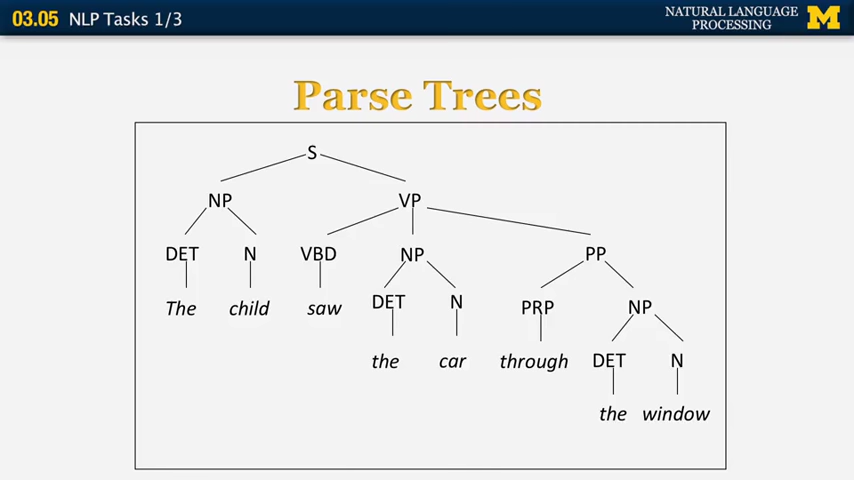 03.05 NLP Tasks 1/3
NATURAL LANGUAGE
PROCESSING
M
Parse Trees
S
NP VP
DET N VBD NP PP
The child saw DET N PRP NP
the car through DET N
the window